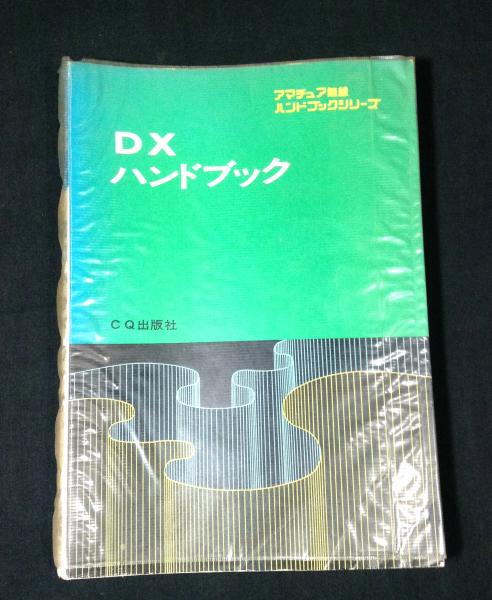 アマチュア無線
ハンドブックシリーズ
DX
ハンドブック
CQ出版社